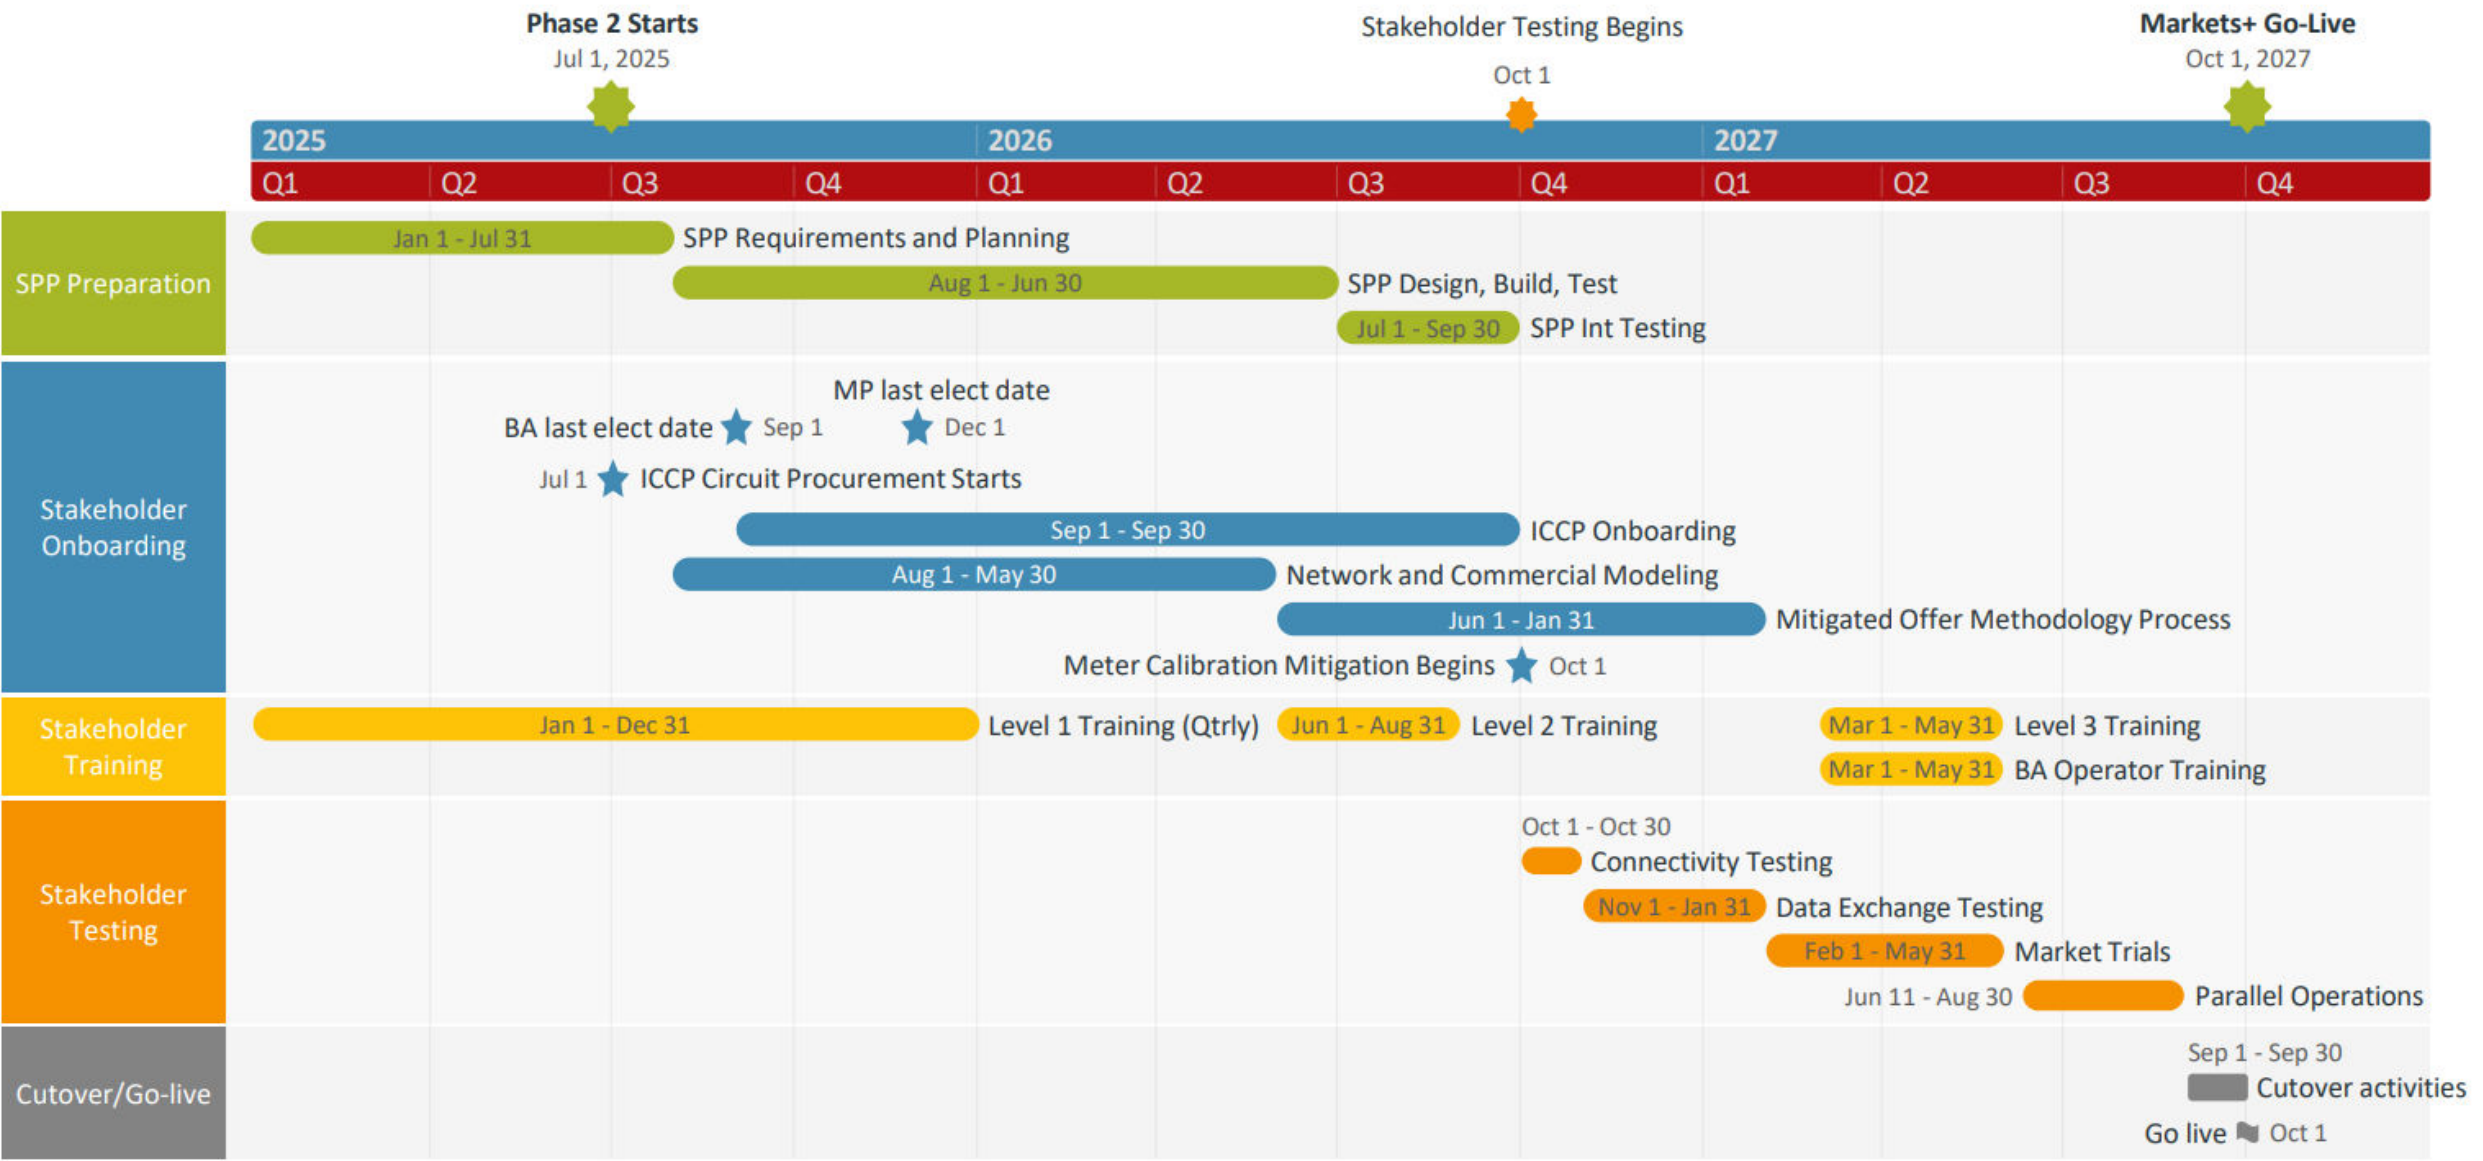 Phase 2 Starts
Jul 1, 2025
Stakeholder Testing Begins
Oct 1
Markets+ Go-Live
Oct 1, 2027
2025 2026 2027
Q1 Q2 Q3 Q4 Q1 Q2 Q3 Q4 Q1 Q2 Q3 Q4
SPP Preparation
Jan 1 - Jul 31 SPP Requirements and Planning
Aug 1 - Jun 30 SPP Design, Build, Test
Jul 1 - Sep 30 SPP Int Testing
Stakeholder
Onboarding
MP last elect date
BA last elect date Sep 1 Dec 1
Jul 1 ICCP Circuit Procurement Starts
Sep 1 - Sep 30 ICCP Onboarding
Aug 1 - May 30 Network and Commercial Modeling
Jun 1 - Jan 31 Mitigated Offer Methodology Process
Meter Calibration Mitigation Begins Oct 1
Stakeholder
Training
Jan 1 - Dec 31 Level 1 Training (Qtrly) Jun 1 - Aug 31 Level 2 Training Mar 1 - May 31 Level 3 Training
Mar 1 - May 31 BA Operator Training
Stakeholder
Testing
Oct 1 - Oct 30
Connectivity Testing
Nov 1 - Jan 31 Data Exchange Testing
Feb 1 - May 31 Market Trials
Jun 11 - Aug 30 Parallel Operations
Cutover/Go-live
Sep 1 - Sep 30
Cutover activities
Go live Oct 1